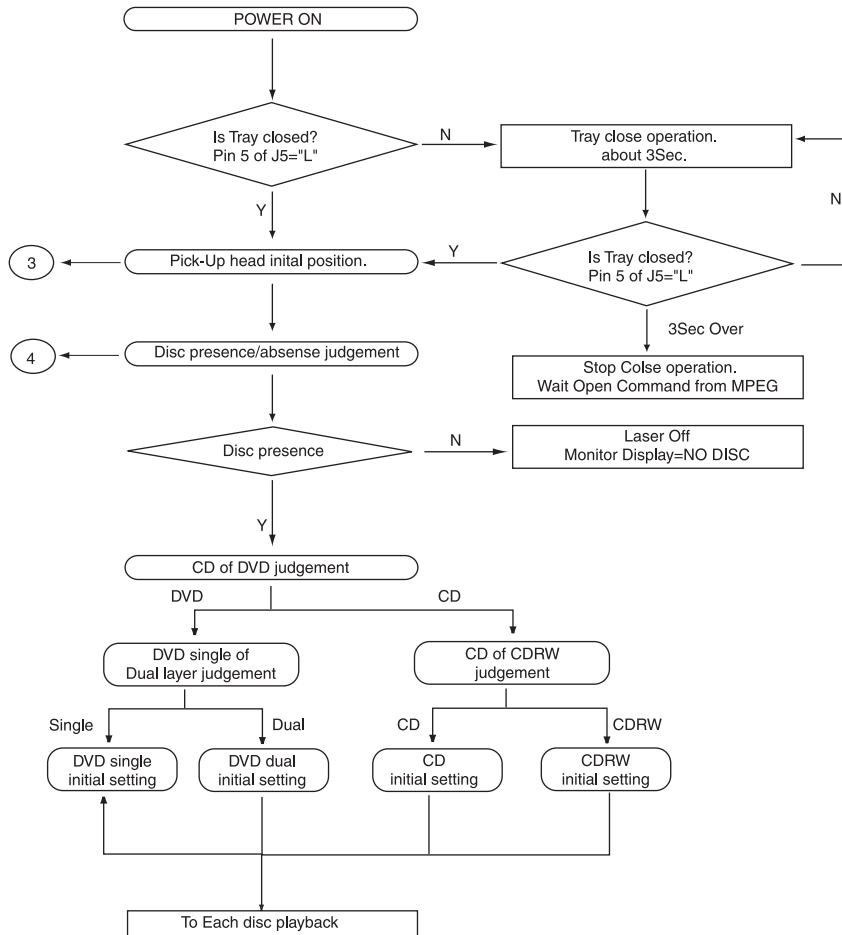 POWER ON
Is Tray closed?
Pin 5 of J5="L"
N
Tray close operation.
about 3Sec.
Y
N
3
Pick-Up head inital position.
Y
Is Tray closed?
Pin 5 of J5="L"
3Sec Over
4
Disc presence/absense judgement
Stop Colse operation.
Wait Open Command from MPEG
Disc presence
N
Laser Off
Monitor Display=NO DISC
Y
CD of DVD judgement
DVD
CD
DVD single of
Dual layer judgement
CD of CDRW
judgement
Single
Dual
CD
CDRW
DVD single
initial setting
DVD dual
initial setting
CD
initial setting
CDRW
initial setting
To Each disc playback